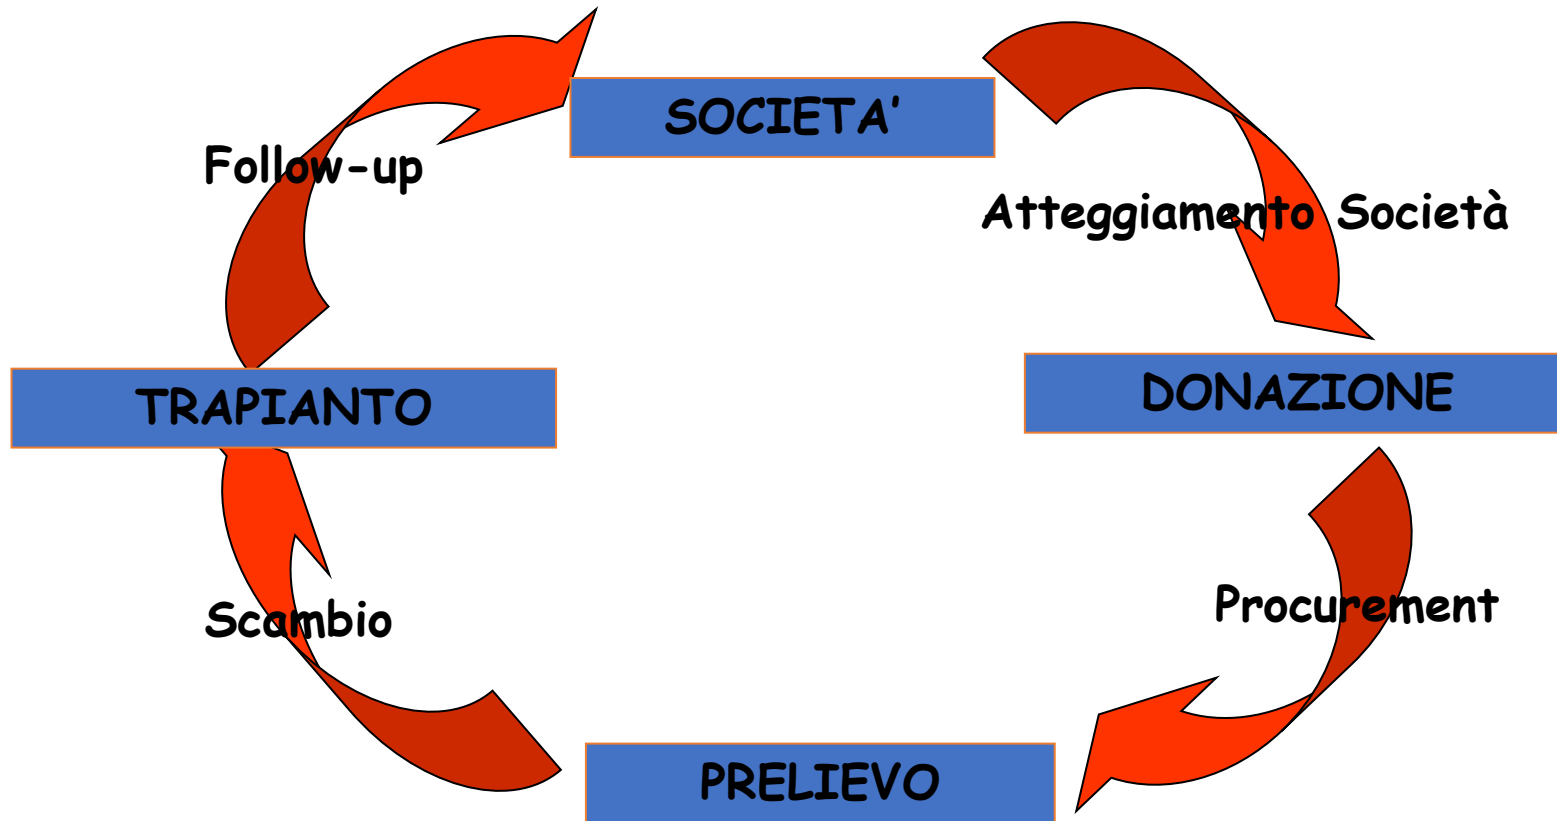 SOCIETA’
Follow-up
Atteggiamento Società
DONAZIONE
TRAPIANTO
Procurement
Scambio
PRELIEVO